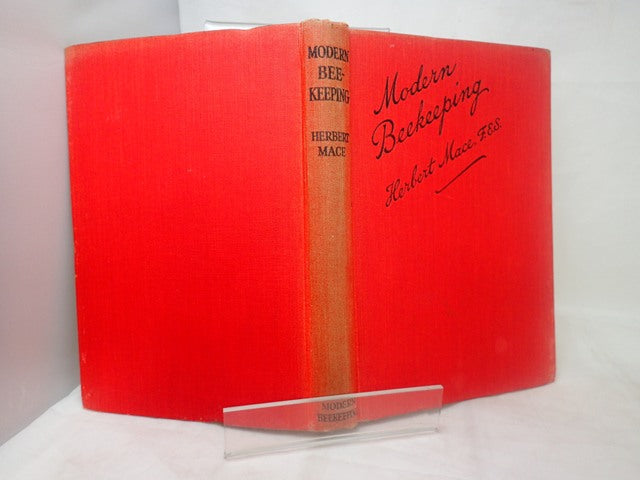 MODERN
BEE-
KEEPING
HERBERT
MACE
MODERN
BEEKEEPING
Modern
Beekeeping
Herbert Mace, F.E.S.